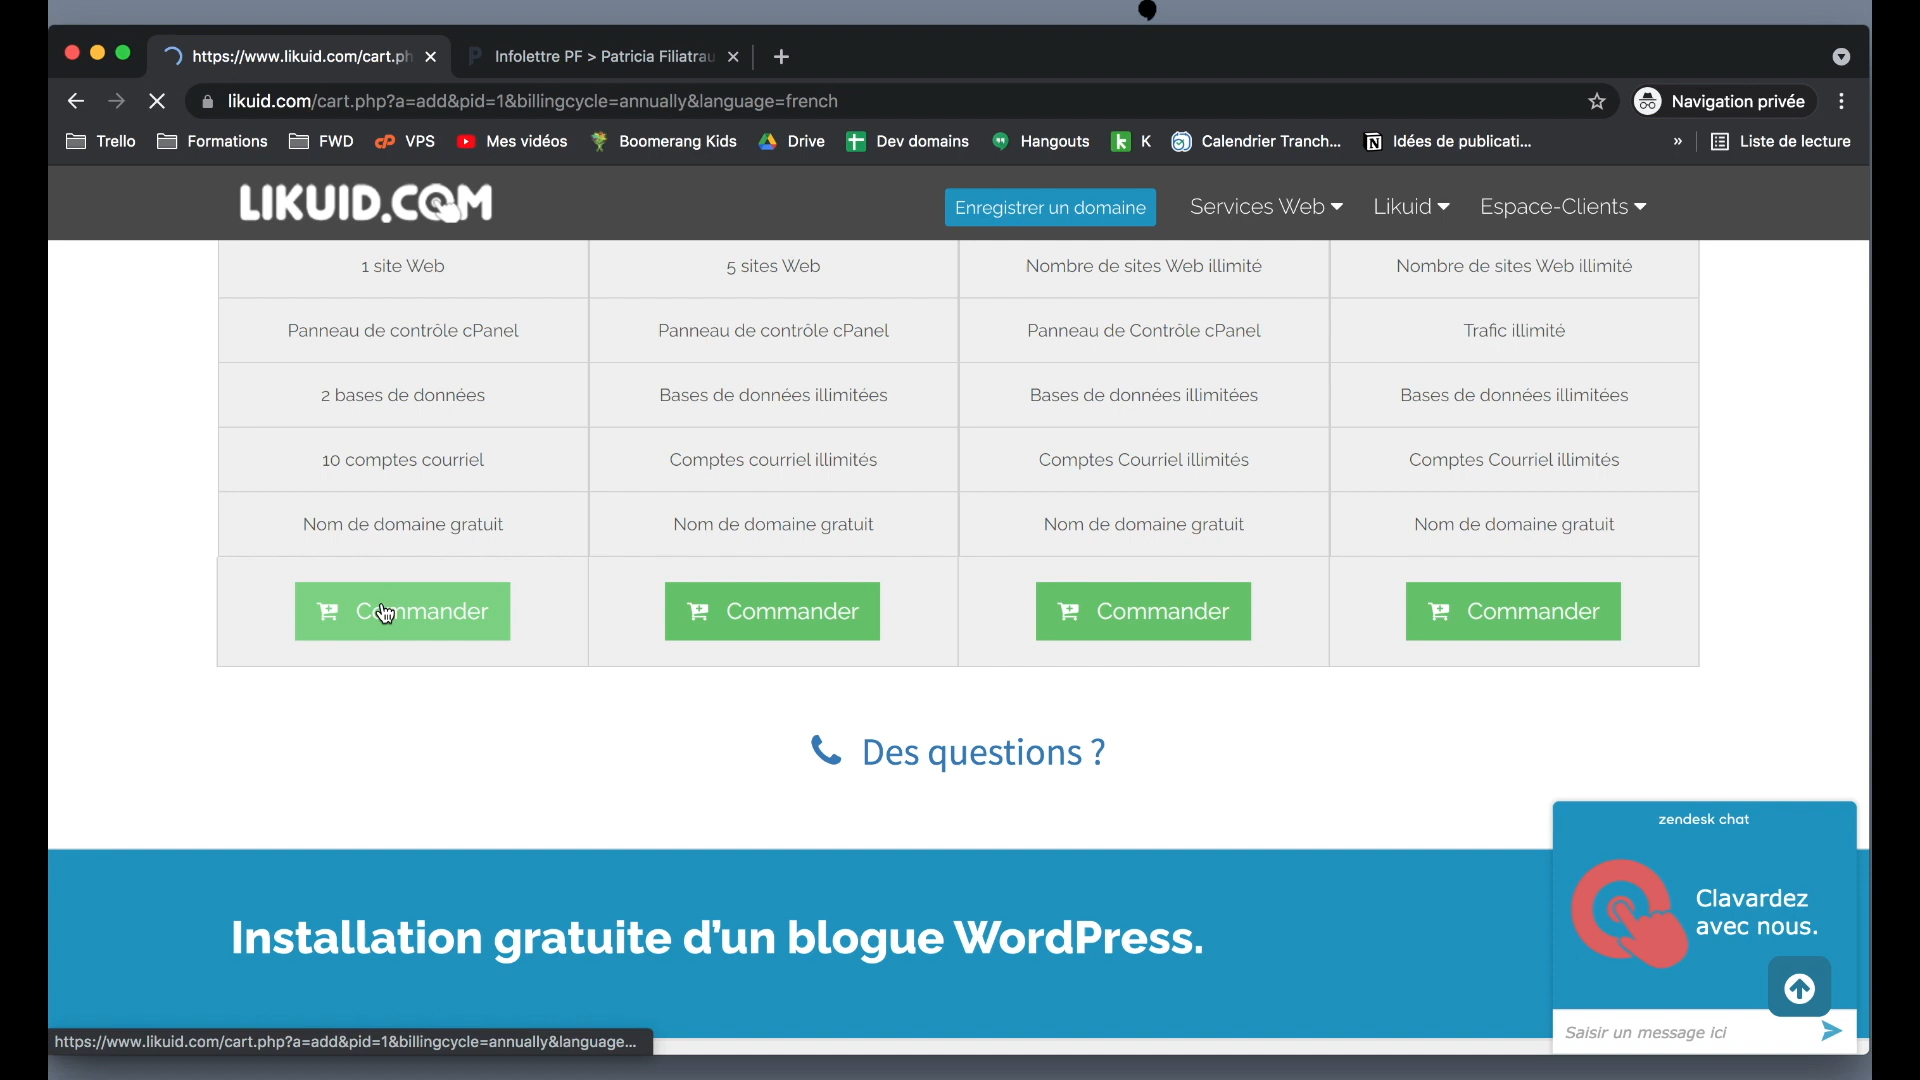 https://www.likuid.com/cart.ph
Infolettre PF > Patricia Filiatrau
likuid.com/cart.php?a=add&pid=1&billingcycle=annually&language=french
Navigation privée
Trello Formations FWD VPS Mes vidéos Boomerang Kids Drive Dev domains Hangouts K Calendrier Tranch... Idées de publicati... » Liste de lecture
LIKUID.COM
Enregistrer un domaine Services Web Likuid Espace-Clients
1 site Web 5 sites Web Nombre de sites Web illimité Nombre de sites Web illimité
Panneau de contrôle cPanel Panneau de contrôle cPanel Panneau de Contrôle cPanel Trafic illimité
2 bases de données Bases de données illimitées Bases de données illimitées Bases de données illimitées
10 comptes courriel Comptes courriel illimités Comptes Courriel illimités Comptes Courriel illimités
Nom de domaine gratuit Nom de domaine gratuit Nom de domaine gratuit Nom de domaine gratuit
Commander Commander Commander Commander
Des questions ?
zendesk chat
Clavardez
avec nous.
Installation gratuite d'un blogue WordPress.
Saisir un message ici
https://www.likuid.com/cart.php?a=add&pid=1&billingcycle=annually&language...